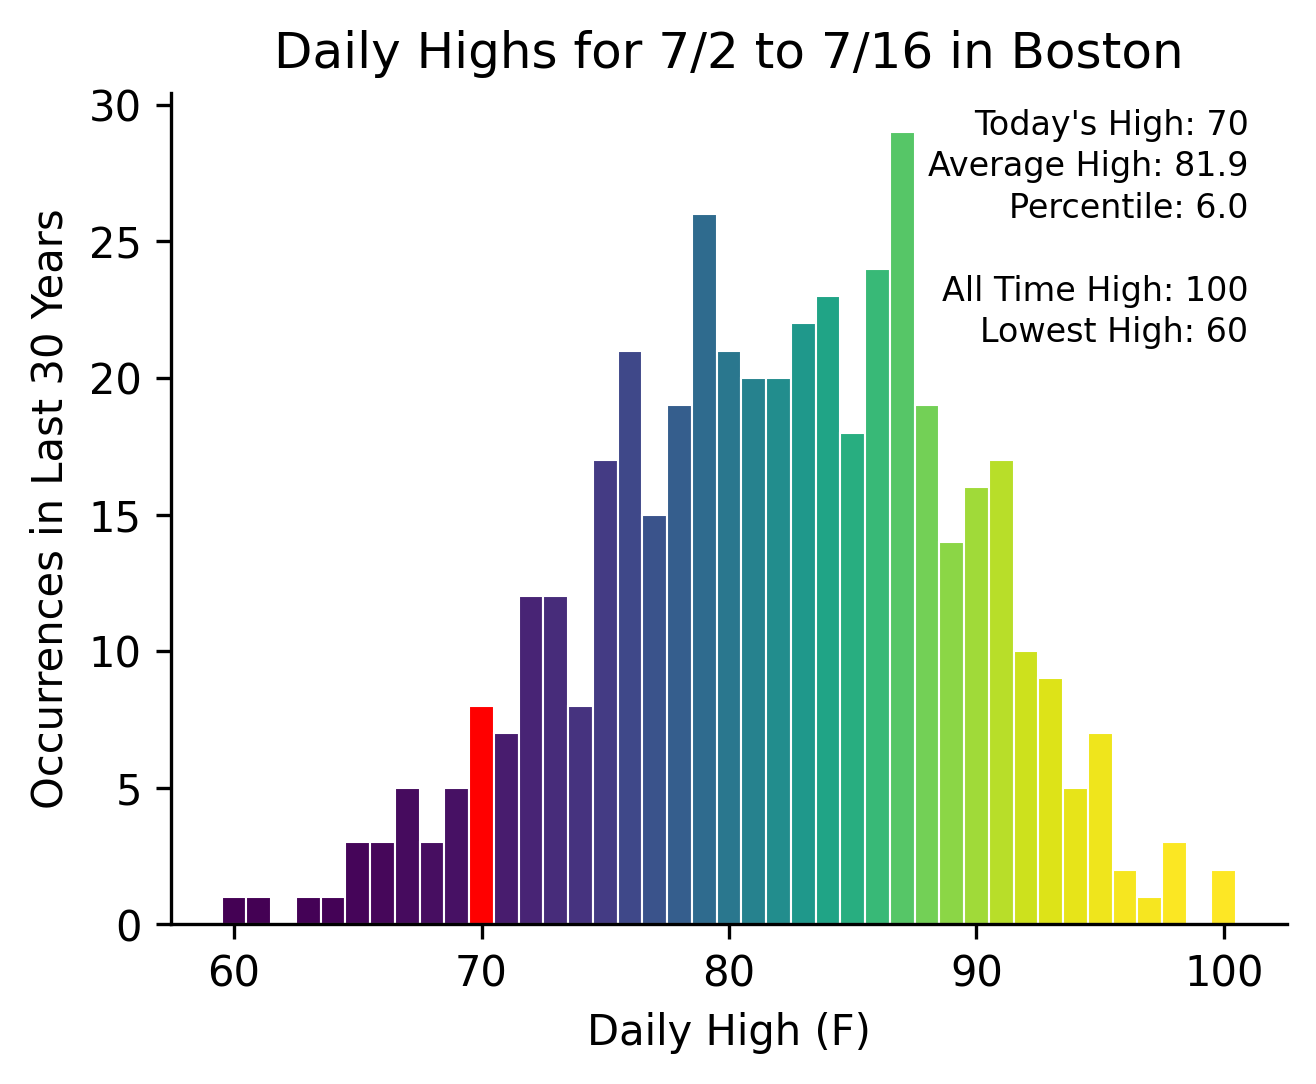 Daily Highs for 7/2 to 7/16 in Boston
Today's High: 70
Average High: 81.9
Percentile: 6.0
All Time High: 100
Lowest High: 60
Occurrences in Last 30 Years
30
25
20
15
10
5
0
60 70 80 90 100
Daily High (F)